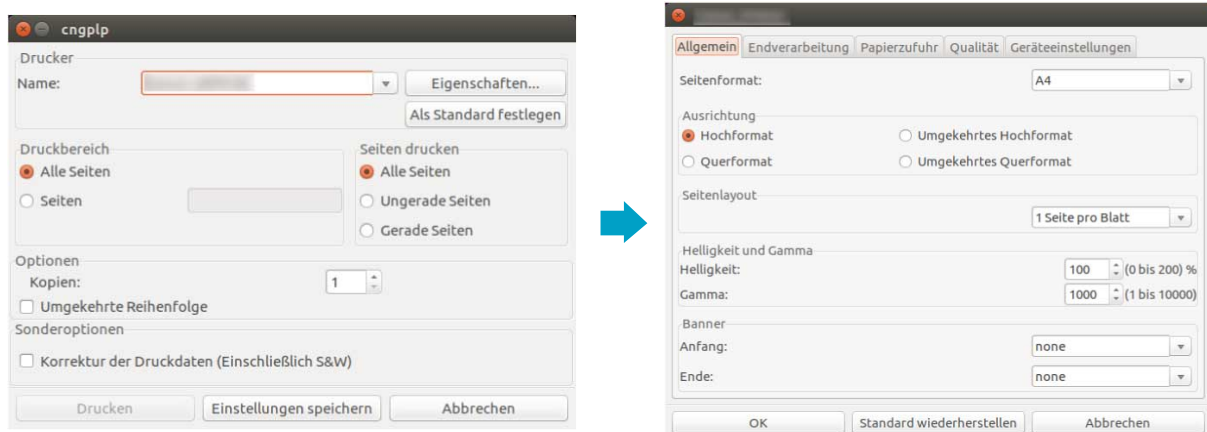 cngplp
Drucker
Name:
Eigenschaften...
Als Standard festlegen
Druckbereich
Alle Seiten
Seiten
Seiten drucken
Alle Seiten
Ungerade Seiten
Gerade Seiten
Optionen
Kopien: 1
Umgekehrte Reihenfolge
Sonderoptionen
Korrektur der Druckdaten (Einschließlich S&W)
Drucken Einstellungen speichern Abbrechen
Allgemein Endverarbeitung Papierzufuhr Qualität Geräteeinstellungen
Seitenformat: A4
Ausrichtung
Hochformat Umgekehrtes Hochformat
Querformat Umgekehrtes Querformat
Seitenlayout
1 Seite pro Blatt
Helligkeit und Gamma
Helligkeit: 100 (0 bis 200) %
Gamma: 1000 (1 bis 10000)
Banner
Anfang: none
Ende: none
OK Standard wiederherstellen Abbrechen